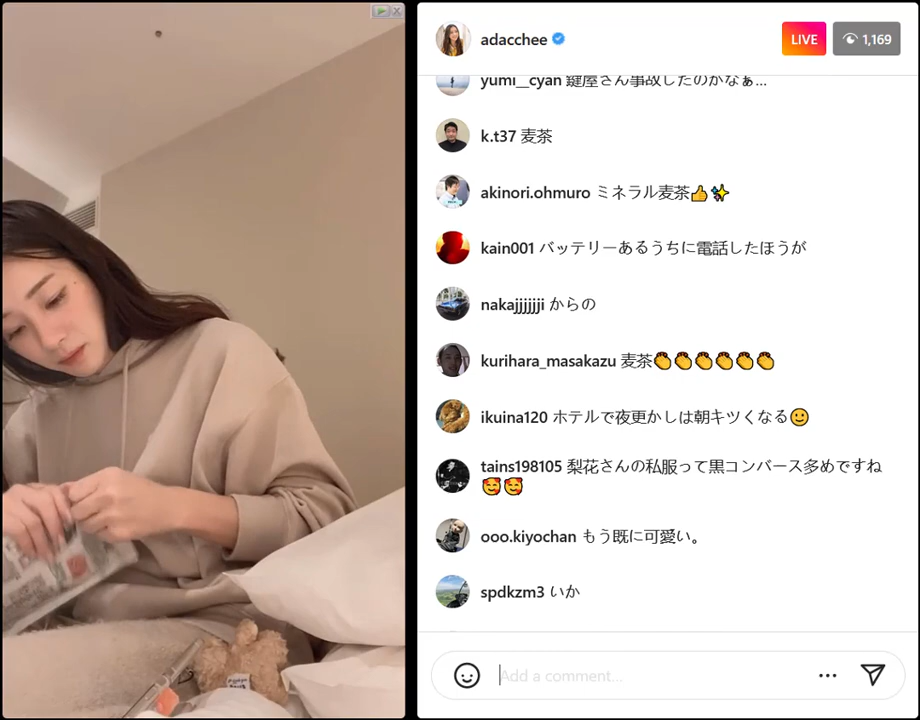 adacchee
LIVE
1,169
yumi__cyan 鍵屋さん事故したのかなぁ...
k.t37 麦茶
akinori.ohmuro ミネラル麦茶👍✨
kain001 バッテリーあるうちに電話したほうが
nakajjjjjji からの
kurihara_masakazu 麦茶👏👏👏👏👏👏
ikuina120 ホテルで夜更かしは朝キツくなる🙂
tains198105 梨花さんの私服って黒コンバース多めですね
🥰🥰
ooo.kiyochan もう既に可愛い。
spdkzm3 いか
Add a comment...